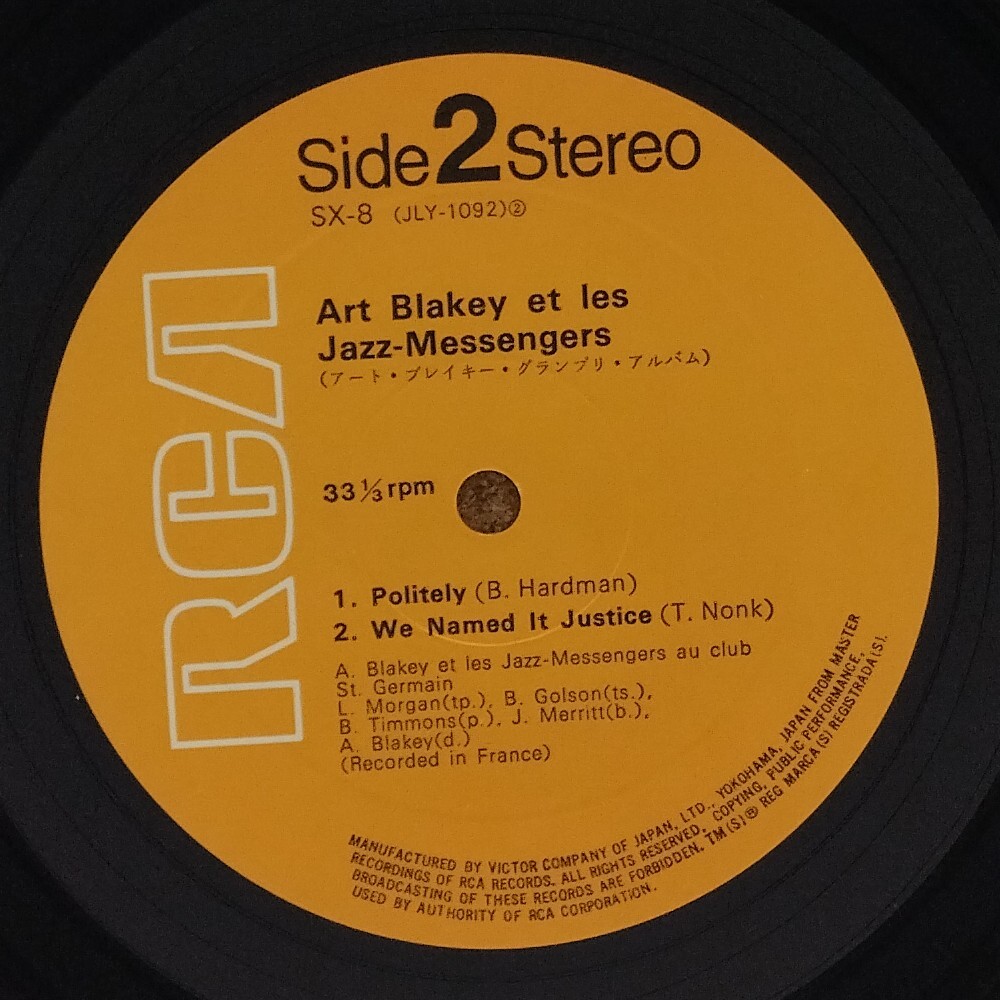 Side 2 Stereo
SX-8 (JLY-1092)②
RCA
Art Blakey et les
Jazz-Messengers
(アート・ブレイキー・グランプリ・アルバム)
33 1/3 rpm
1. Politely (B. Hardman)
2. We Named It Justice (T. Nonk)
A. Blakey et les Jazz-Messengers au club
St. Germain
L. Morgan(tp.), B. Golson(ts.),
B. Timmons(p.), J. Merritt(b.),
A. Blakey(d.)
(Recorded in France)
MANUFACTURED BY VICTOR COMPANY OF JAPAN, LTD., YOKOHAMA, JAPAN FROM MASTER
RECORDINGS OF RCA RECORDS. ALL RIGHTS RESERVED, COPYING, PUBLIC PERFORMANCE,
BROADCASTING OF THESE RECORDS ARE FORBIDDEN. TM(S)® REG MARCA(S) REGISTRADA(S).
USED BY AUTHORITY OF RCA CORPORATION.